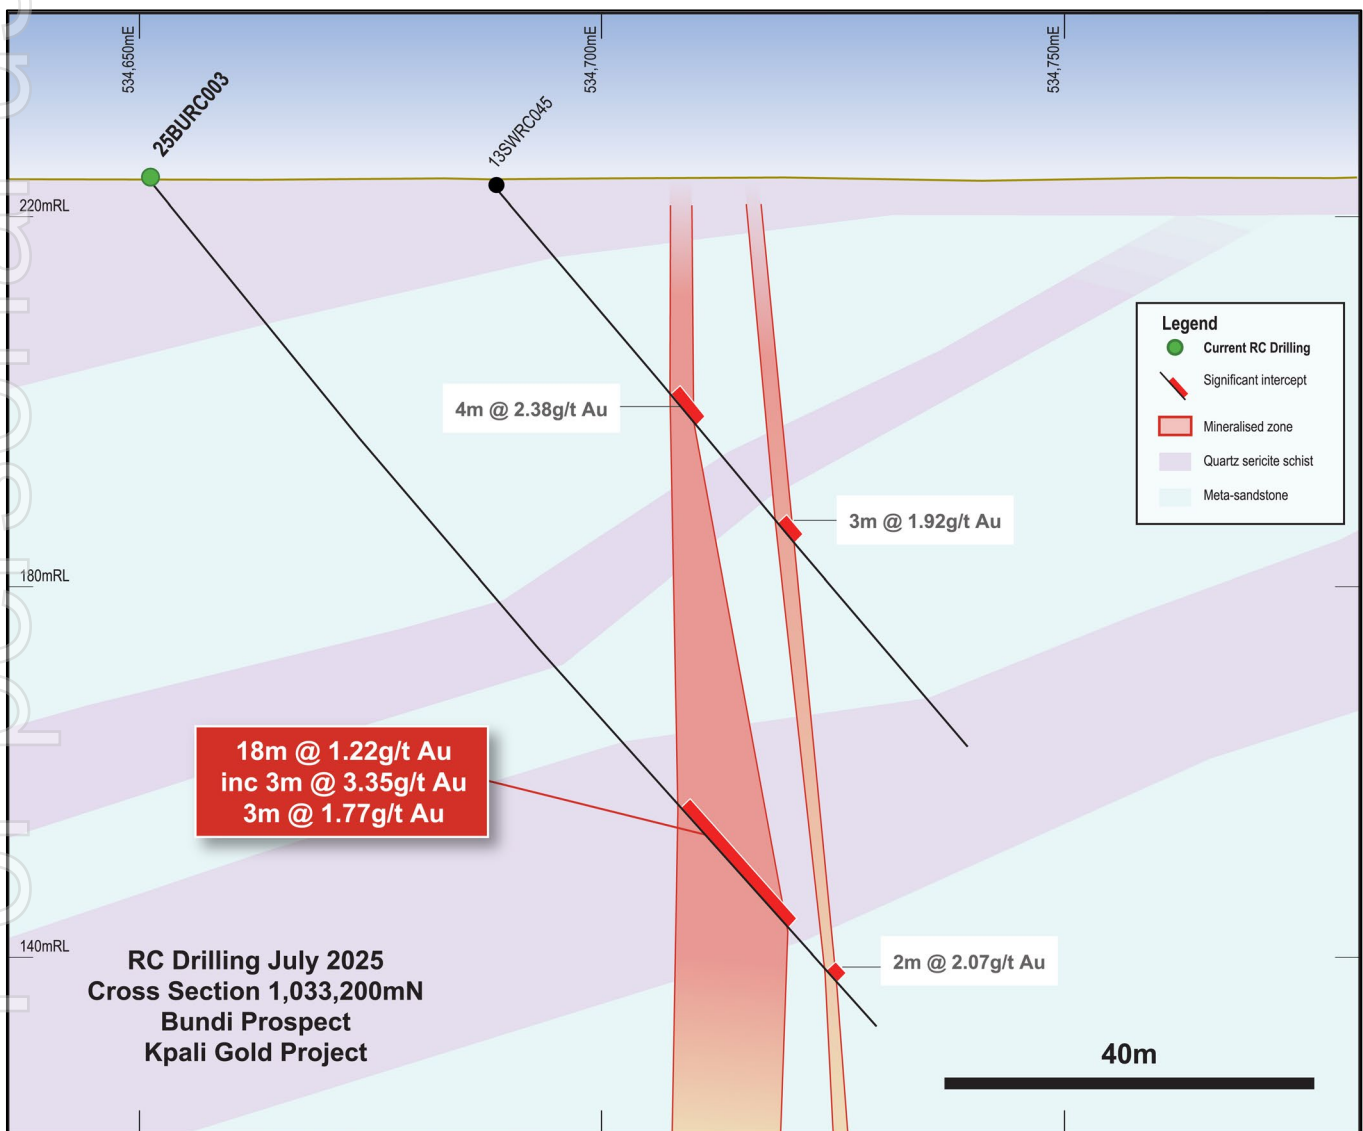 534,650mE
534,700mE
534,750mE
25BURC003
13SWRC045
220mRL
180mRL
140mRL
4m @ 2.38g/t Au
3m @ 1.92g/t Au
18m @ 1.22g/t Au
inc 3m @ 3.35g/t Au
3m @ 1.77g/t Au
2m @ 2.07g/t Au
Legend
Current RC Drilling
Significant intercept
Mineralised zone
Quartz sericite schist
Meta-sandstone
RC Drilling July 2025
Cross Section 1,033,200mN
Bundi Prospect
Kpali Gold Project
40m